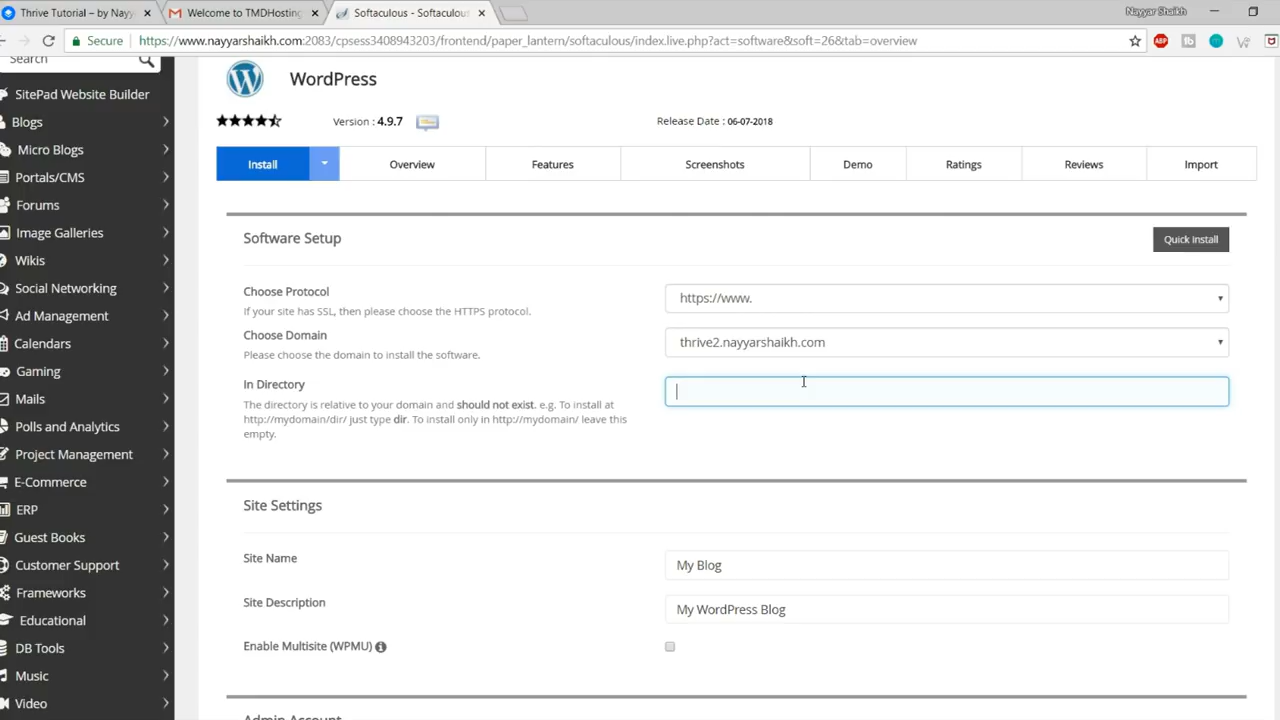 Thrive Tutorial – by Nayy
Welcome to TMDHosting
Softaculous - Softaculou
Nayyar Shaikh
Secure
https://www.nayyarshaikh.com:2083/cpsess3408943203/frontend/paper_lantern/softaculous/index.live.php?act=software&soft=26&tab=overview
ABP
Search
SitePad Website Builder
Blogs
Micro Blogs
Portals/CMS
Forums
Image Galleries
Wikis
Social Networking
Ad Management
Calendars
Gaming
Mails
Polls and Analytics
Project Management
E-Commerce
ERP
Guest Books
Customer Support
Frameworks
Educational
DB Tools
Music
Video
WordPress
Version : 4.9.7
Release Date : 06-07-2018
Install
Overview
Features
Screenshots
Demo
Ratings
Reviews
Import
Software Setup
Quick Install
Choose Protocol
If your site has SSL, then please choose the HTTPS protocol.
https://www.
Choose Domain
Please choose the domain to install the software.
thrive2.nayyarshaikh.com
In Directory
The directory is relative to your domain and should not exist. e.g. To install at
http://mydomain/dir/ just type dir. To install only in http://mydomain/ leave this
empty.
Site Settings
Site Name
My Blog
Site Description
My WordPress Blog
Enable Multisite (WPMU)
Admin Account